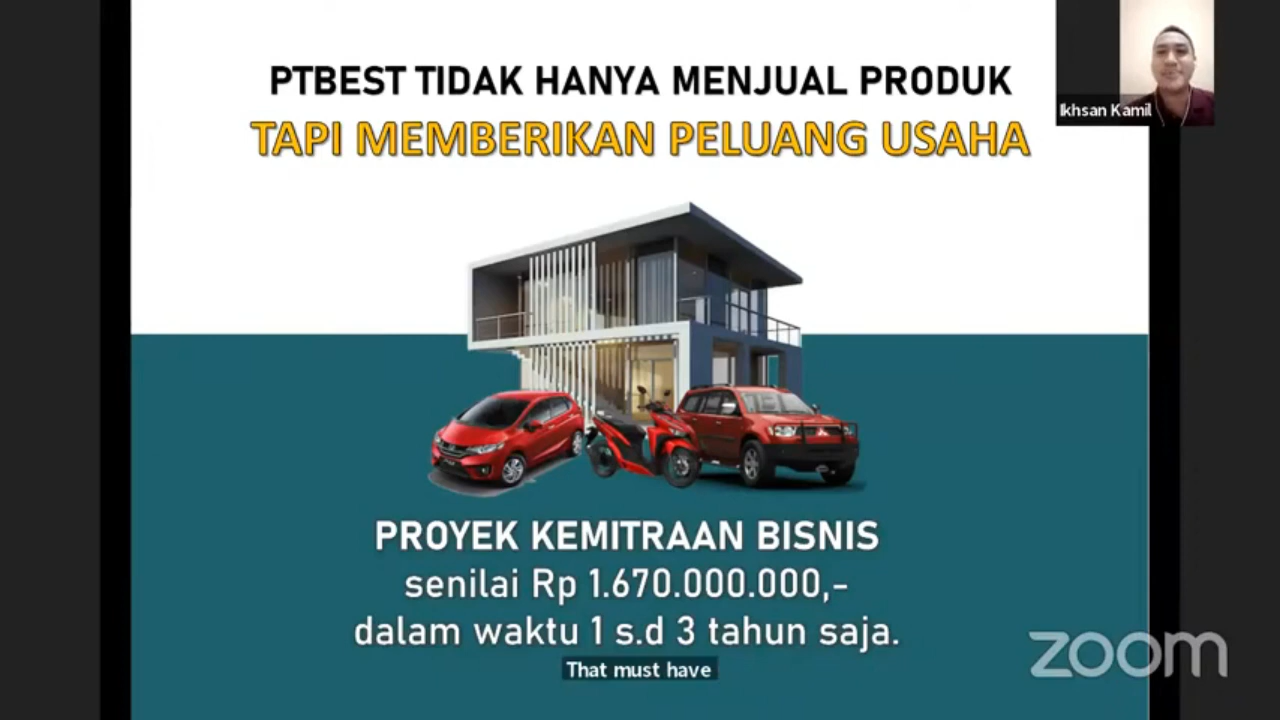 PTBEST TIDAK HANYA MENJUAL PRODUK
TAPI MEMBERIKAN PELUANG USAHA
Ikhsan Kamil
PROYEK KEMITRAAN BISNIS
senilai Rp 1.670.000.000,-
dalam waktu 1 s.d 3 tahun saja.
That must have
zoom